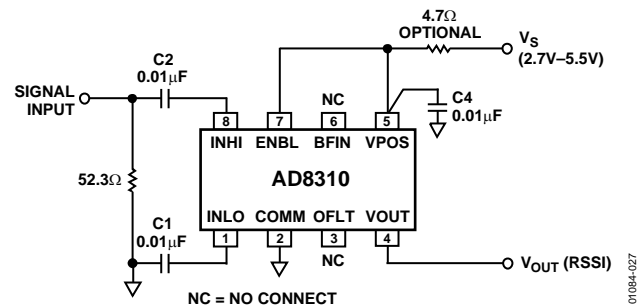 4.7Ω
OPTIONAL
V_S
(2.7V–5.5V)
C2
0.01μF
SIGNAL
INPUT
NC
C4
0.01μF
8 7 6 5
INHI ENBL BFIN VPOS
52.3Ω
AD8310
C1
0.01μF
INLO COMM OFLT VOUT
1 2 3 4
NC
V_OUT (RSSI)
NC = NO CONNECT
01084-027